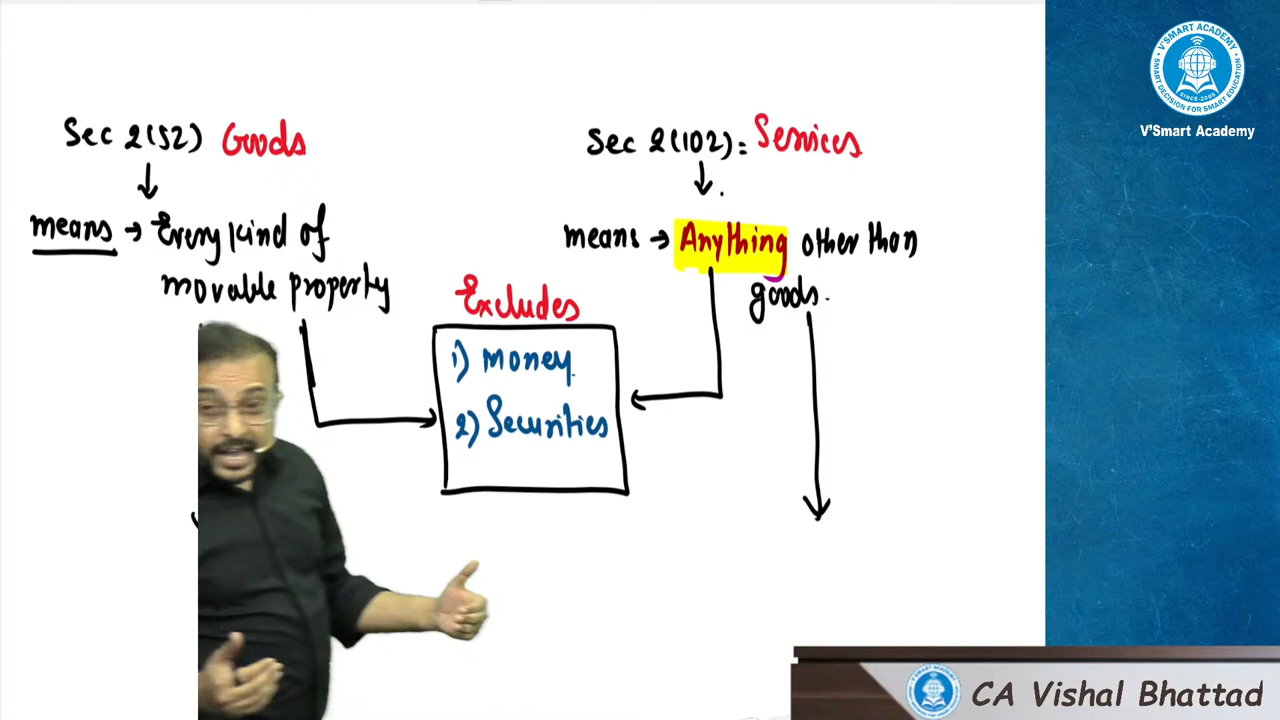 Sec 2(52) Goods
means → Every kind of
movable property
Excludes
1) Money.
2) Securities
Sec 2(102): Services
means → Anything other than
goods.
V'SMART ACADEMY
SINCE-2005
SMART DECISION FOR SMART EDUCATION
V'Smart Academy
CA Vishal Bhattad